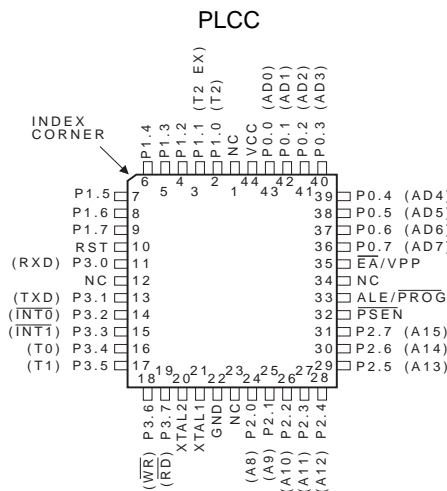 PLCC
INDEX
CORNER
P1.4
P1.3
P1.2
P1.1 (T2 EX)
P1.0 (T2)
NC
VCC
P0.0 (AD0)
P0.1 (AD1)
P0.2 (AD2)
P0.3 (AD3)
6
5
4
3
2
1
44
43
42
41
40
P1.5 7
P1.6 8
P1.7 9
RST 10
(RXD) P3.0 11
NC 12
(TXD) P3.1 13
(INT0) P3.2 14
(INT1) P3.3 15
(T0) P3.4 16
(T1) P3.5 17
39 P0.4 (AD4)
38 P0.5 (AD5)
37 P0.6 (AD6)
36 P0.7 (AD7)
35 EA/VPP
34 NC
33 ALE/PROG
32 PSEN
31 P2.7 (A15)
30 P2.6 (A14)
29 P2.5 (A13)
18
19
20
21
22
23
24
25
26
27
28
(WR) P3.6
(RD) P3.7
XTAL2
XTAL1
GND
NC
(A8) P2.0
(A9) P2.1
(A10) P2.2
(A11) P2.3
(A12) P2.4